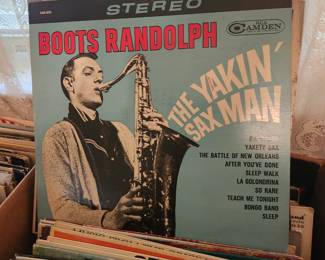 STEREO
RCA
CAMDEN
BOOTS RANDOLPH
THE YAKIN'
SAX MAN
YAKETY SAX
THE BATTLE OF NEW ORLEANS
AFTER YOU'VE GONE
SLEEP WALK
LA GOLONDRINA
SO RARE
TEACH ME TONIGHT
BONGO BAND
SLEEP